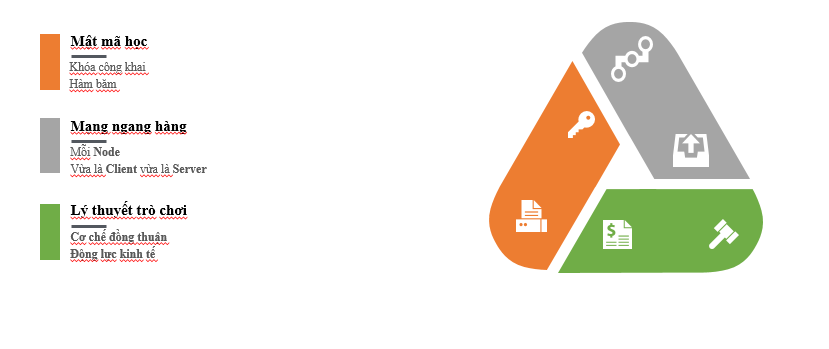 Mật mã học
Khóa công khai
Hàm băm
Mạng ngang hàng
Mỗi Node
Vừa là Client vừa là Server
Lý thuyết trò chơi
Cơ chế đồng thuận
Động lực kinh tế
$